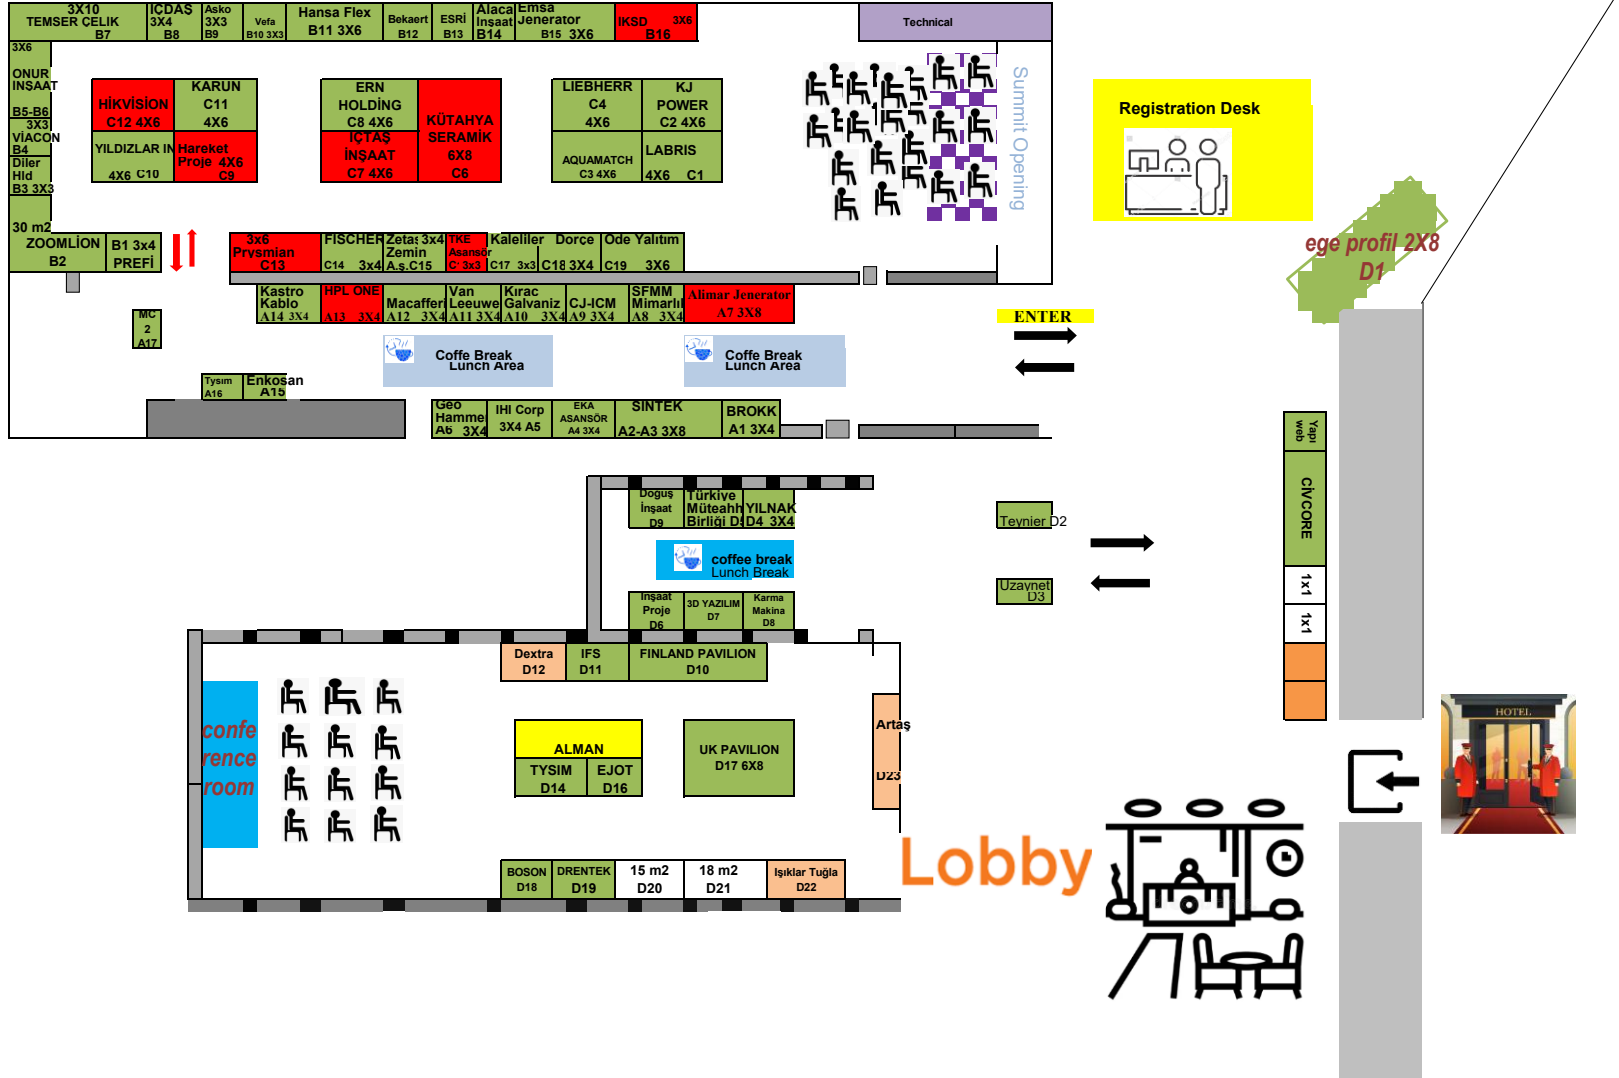 3X10
TEMSER ÇELIK
B7
IÇDAŞ
3X4
B8
Asko
3X3
B9
Vefa
B10 3X3
Hansa Flex
B11 3X6
Bekaert
B12
ESRİ
B13
Alaca
Inşaat
B14
Emsa
Jenerator
B15 3X6
IKSD 3X6
B16
Technical
3X6
ONUR
INŞAAT
B5-B6
3X3
VİACON
B4
Diler
Hld
B3 3X3
30 m2
ZOOMLİON
B2
B1 3x4
PREFİ
HİKVİSİON
C12 4X6
KARUN
C11
4X6
YILDIZLAR IN
4X6 C10
Hareket
Proje 4X6
C9
ERN
HOLDİNG
C8 4X6
IÇTAŞ
İNŞAAT
C7 4X6
KÜTAHYA
SERAMİK
6X8
C6
LIEBHERR
C4
4X6
KJ
POWER
C2 4X6
AQUAMATCH
C3 4X6
LABRIS
4X6 C1
Summit Opening
Registration Desk
ege profil 2X8
D1
3x6
Prysmian
C13
FISCHER
C14 3x4
Zetaş 3x4
Zemin
A.ş.C15
TKE
Asansör
3x3
Kaleliler
C17 3x3
Dorçe
C18 3X4
Ode Yalıtım
C19 3X6
Kastro
Kablo
A14 3X4
HPL ONE
A13 3X4
Macafferi
A12 3X4
Van
Leeuwe
A11 3X4
Kıraç
Galvaniz
A10 3X4
CJ-ICM
A9 3X4
SFMM
Mimarlıl
A8 3X4
Alimar Jenerator
A7 3X8
MC
2
A17
Coffe Break
Lunch Area
Coffe Break
Lunch Area
ENTER
Tysım
A16
Enkosan
A15
Geo
Hamme
A6 3X4
IHI Corp
3X4 A5
EKA
ASANSÖR
A4 3X4
SINTEK
A2-A3 3X8
BROKK
A1 3X4
Yapı
web
CİVCORE
1x1
1x1
Doğuş
İnşaat
D9
Türkiye
Müteahh
Birliği D5
YILNAK
D4 3X4
Teynier D2
coffee break
Lunch Break
Uzaynet
D3
Inşaat
Proje
D6
3D YAZILIM
D7
Karma
Makina
D8
Dextra
D12
IFS
D11
FINLAND PAVILION
D10
confe
rence
room
Artaş
D23
ALMAN
TYSIM
D14
EJOT
D16
UK PAVILION
D17 6X8
HOTEL
Lobby
BOSON
D18
DRENTEK
D19
15 m2
D20
18 m2
D21
Işıklar Tuğla
D22